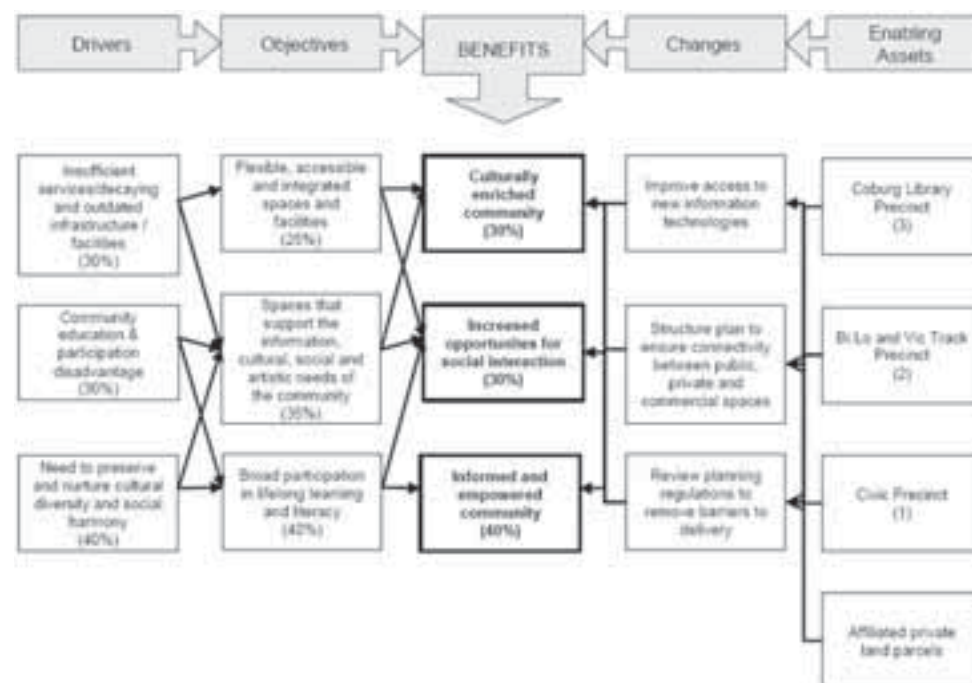 Drivers
Objectives
BENEFITS
Changes
Enabling
Assets
Insufficient
services/decaying
and outdated
infrastructure /
facilities
(30%)
Flexible, accessible
and integrated
spaces and
facilities
(25%)
Culturally
enriched
community
(30%)
Improve access to
new information
technologies
Coburg Library
Precinct
(3)
Community
education &
participation
disadvantage
(30%)
Spaces that
support the
information,
cultural, social and
artistic needs of
the community
(35%)
Increased
opportunities for
social interaction
(30%)
Structure plan to
ensure connectivity
between public,
private and
commercial spaces
Bi Lo and Vic Track
Precinct
(2)
Need to preserve
and nurture cultural
diversity and social
harmony
(40%)
Broad participation
in lifelong learning
and literacy
Informed and
empowered
community
(40%)
Review planning
regulations to
remove barriers to
delivery
Civic Precinct
(1)
Affiliated private
land parcels